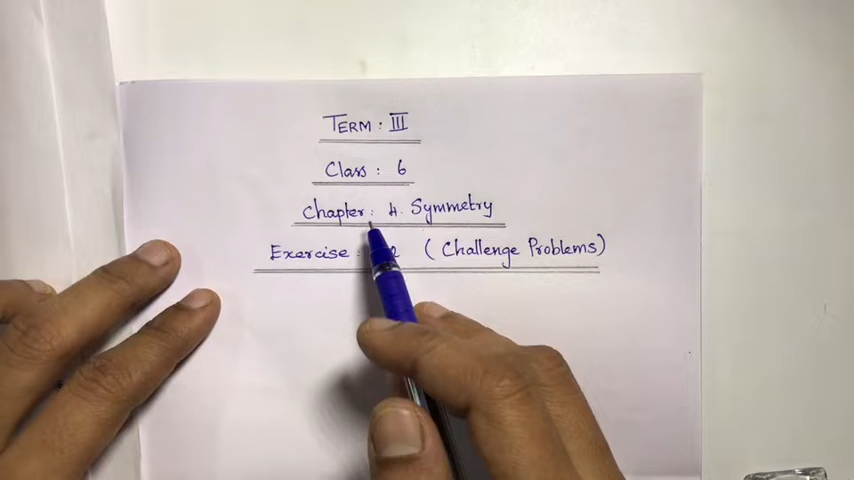 TERM : III
Class : 6
Chapter : 4. Symmetry
Exercise : (Challenge Problems)